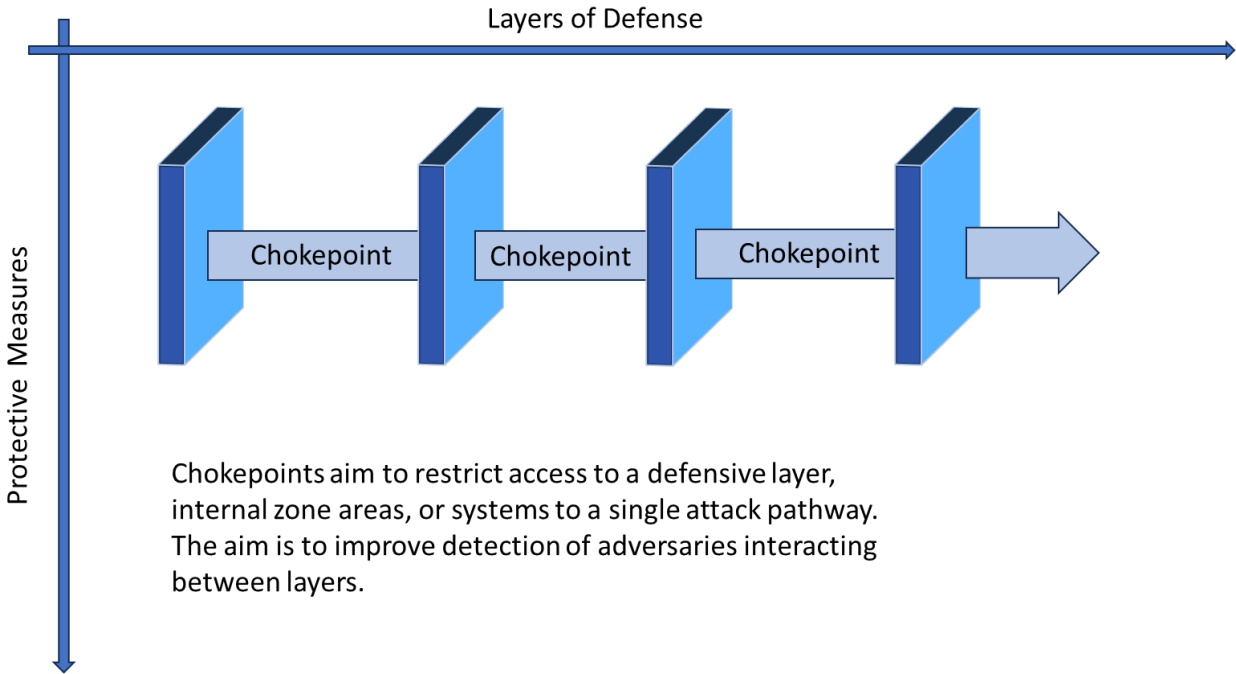 Layers of Defense
Protective Measures
Chokepoint
Chokepoint
Chokepoint
Chokepoints aim to restrict access to a defensive layer,
internal zone areas, or systems to a single attack pathway.
The aim is to improve detection of adversaries interacting
between layers.